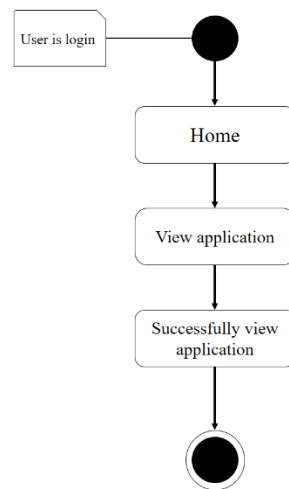 User is login
Home
View application
Successfully view
application